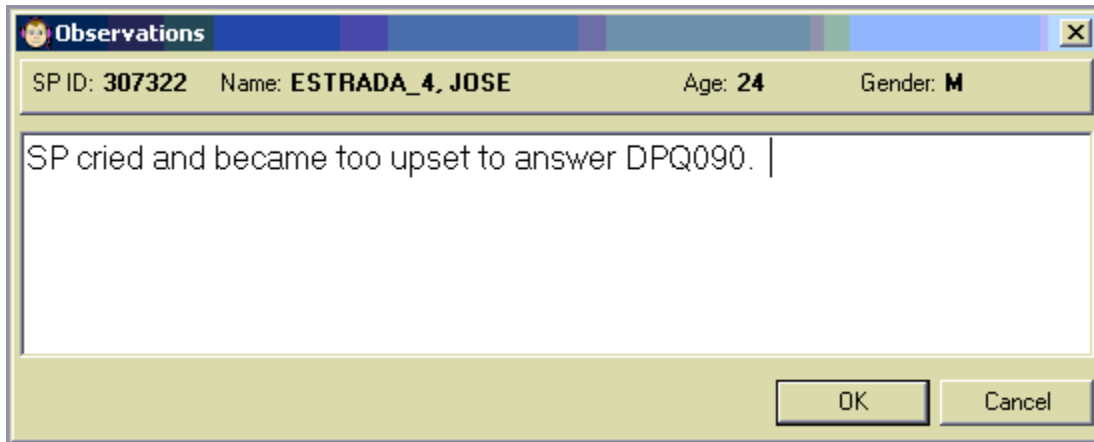 Observations
SP ID: 307322 Name: ESTRADA_4, JOSE Age: 24 Gender: M
SP cried and became too upset to answer DPQ090.
OK Cancel